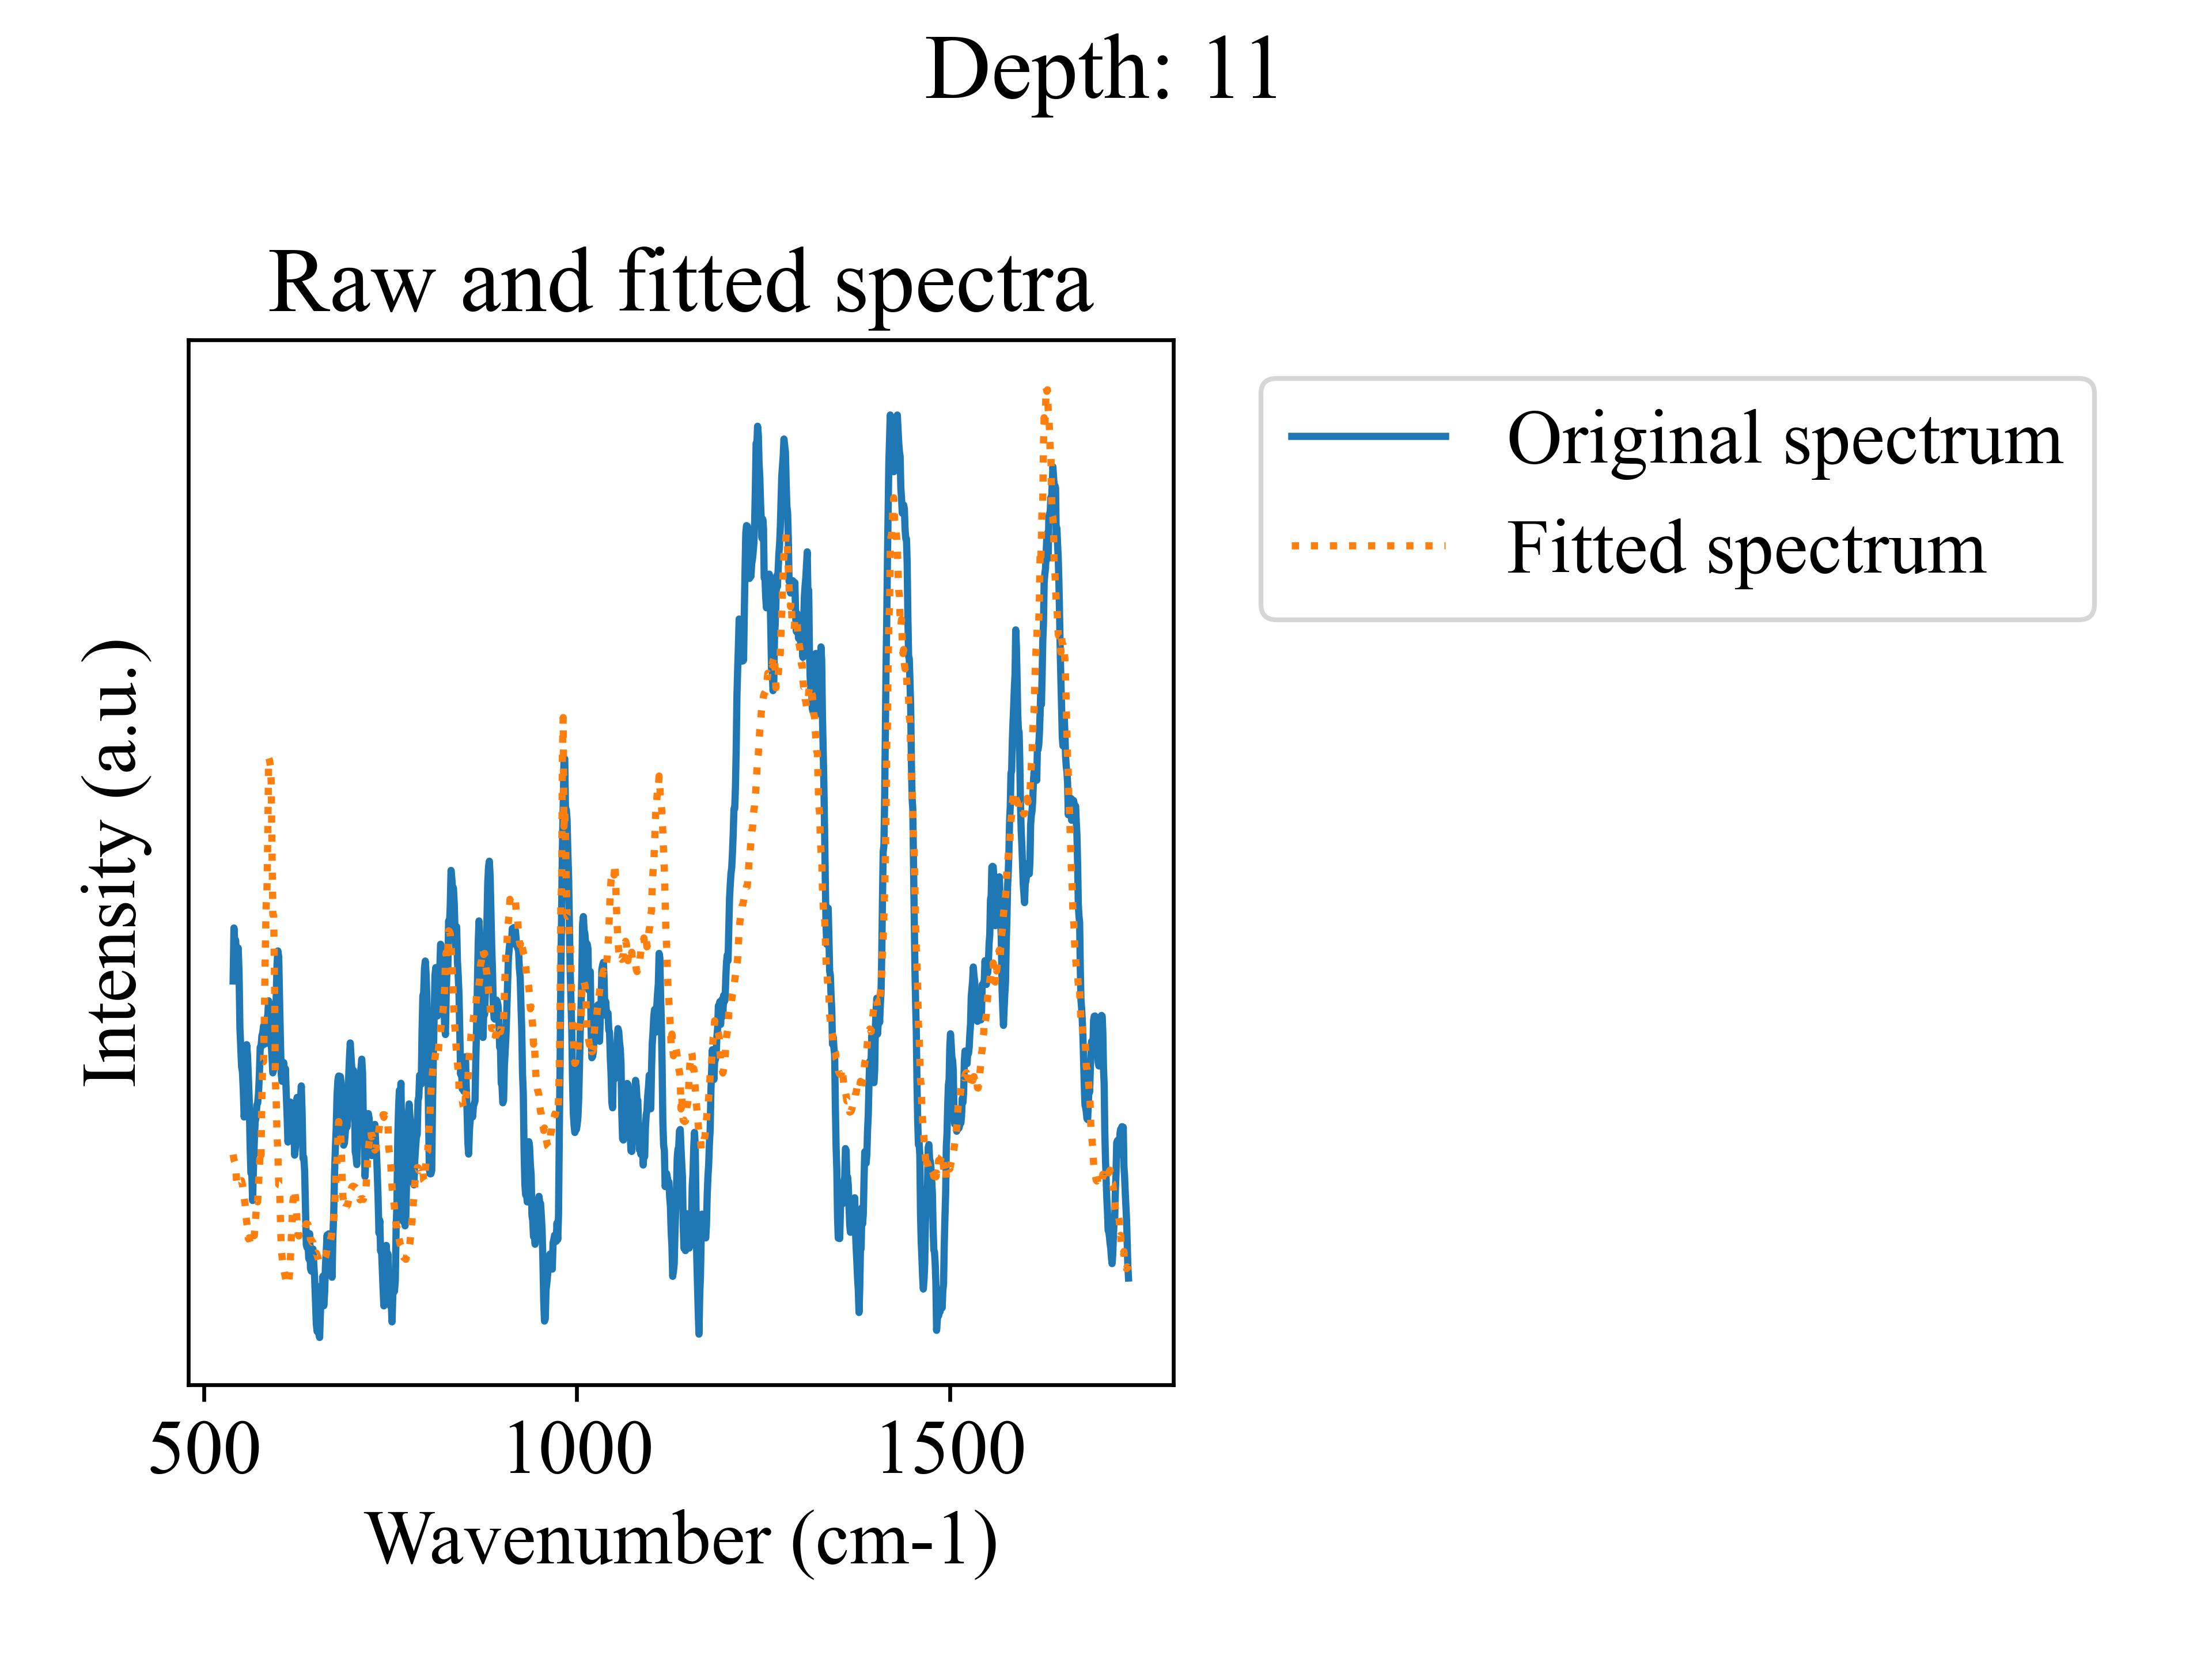 Depth: 11
Raw and fitted spectra
Original spectrum
Fitted spectrum
Intensity (a.u.)
500 1000 1500
Wavenumber (cm-1)